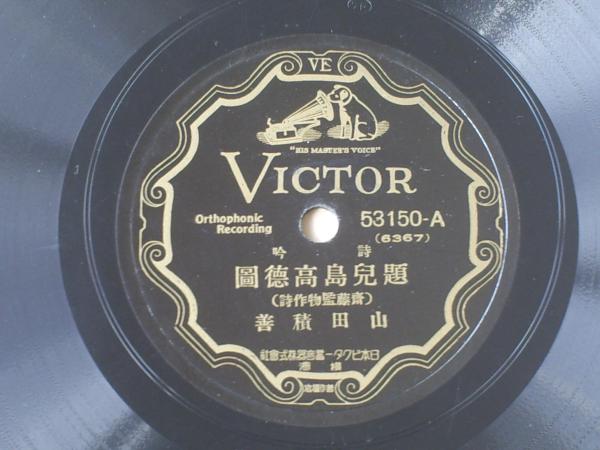 VE
"HIS MASTER'S VOICE"
VICTOR
Orthophonic
Recording
53150-A
(6367)
吟 詩
圖德高島兒題
(詩作物監藤齋)
善積田山
社會式株器音蓄ータクビ本日